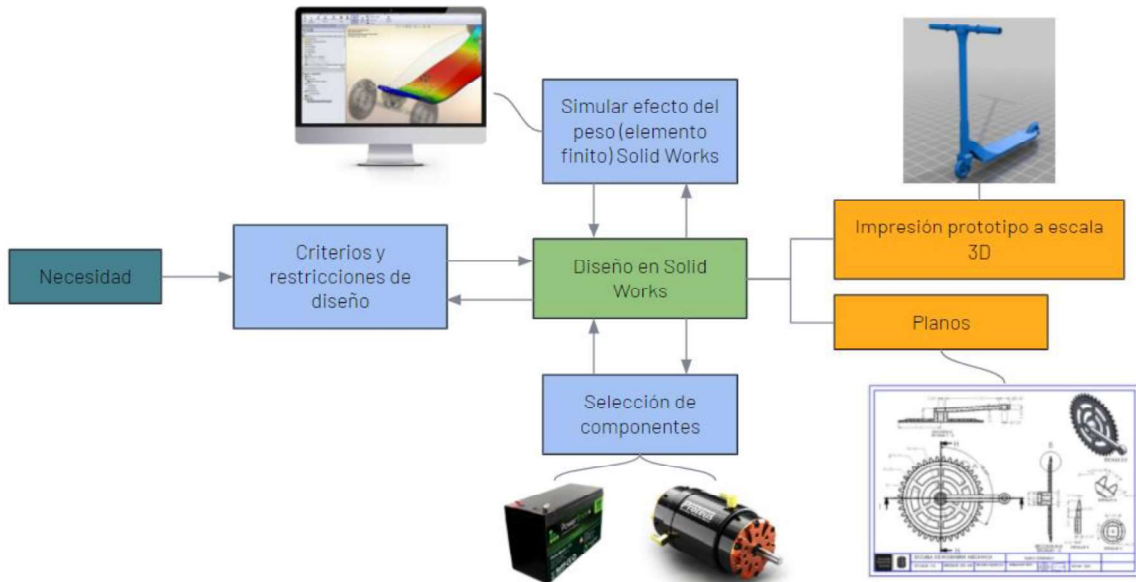 Simular efecto del
peso (elemento
finito) Solid Works
Necesidad
Criterios y
restricciones de
diseño
Diseño en Solid
Works
Impresión prototipo a escala
3D
Planos
Selección de
componentes